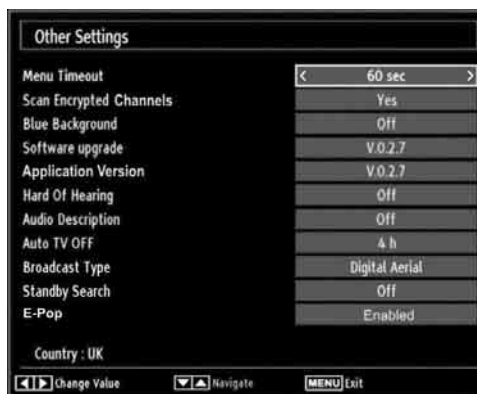 Other Settings
Menu Timeout < 60 sec >
Scan Encrypted Channels Yes
Blue Background Off
Software upgrade V.0.2.7
Application Version V.0.2.7
Hard Of Hearing Off
Audio Description Off
Auto TV OFF 4 h
Broadcast Type Digital Aerial
Standby Search Off
E-Pop Enabled
Country : UK
Change Value Navigate MENU Exit